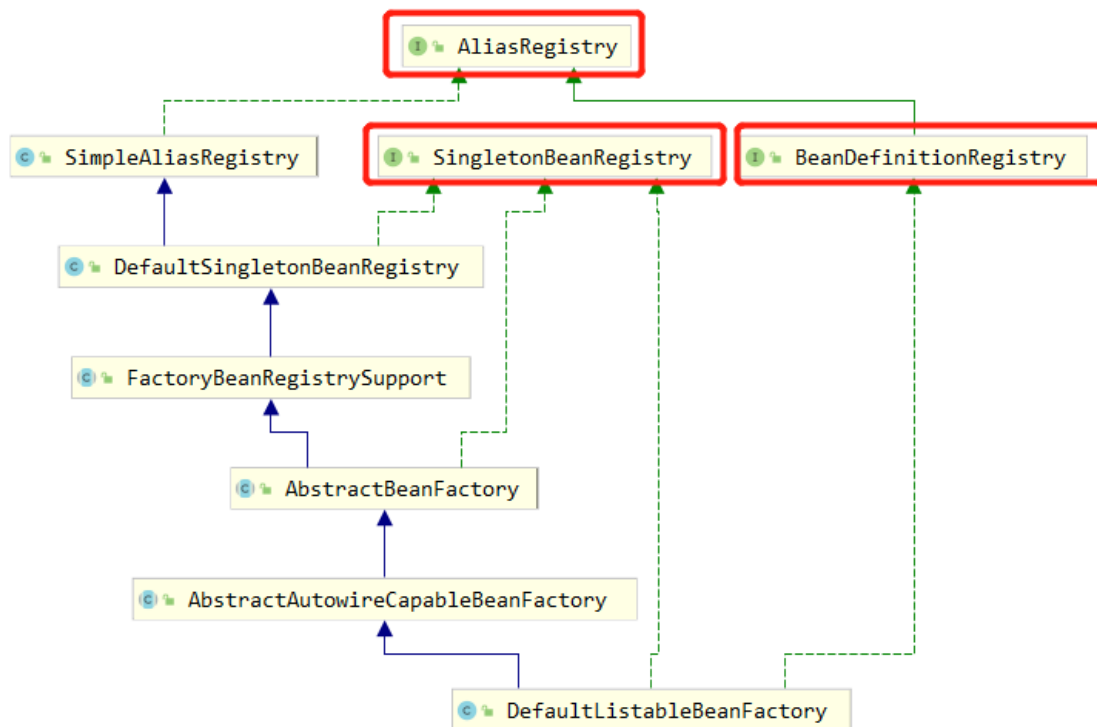 I AliasRegistry
C SimpleAliasRegistry
I SingletonBeanRegistry
I BeanDefinitionRegistry
C DefaultSingletonBeanRegistry
C FactoryBeanRegistrySupport
C AbstractBeanFactory
C AbstractAutowireCapableBeanFactory
C DefaultListableBeanFactory